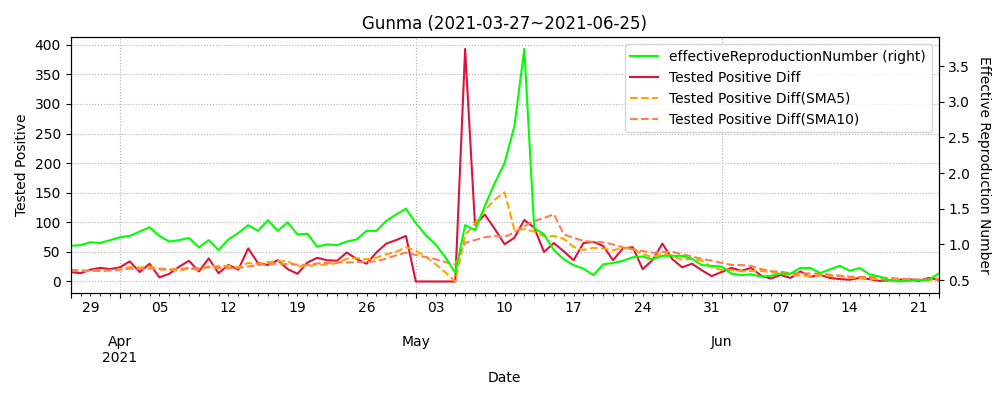 Gunma (2021-03-27~2021-06-25)
effectiveReproductionNumber (right)
Tested Positive Diff
Tested Positive Diff(SMA5)
Tested Positive Diff(SMA10)
Tested Positive
400
350
300
250
200
150
100
50
0
Effective Reproduction Number
3.5
3.0
2.5
2.0
1.5
1.0
0.5
29 05 12 19 26 03 10 17 24 31 07 14 21
Apr May Jun
2021
Date